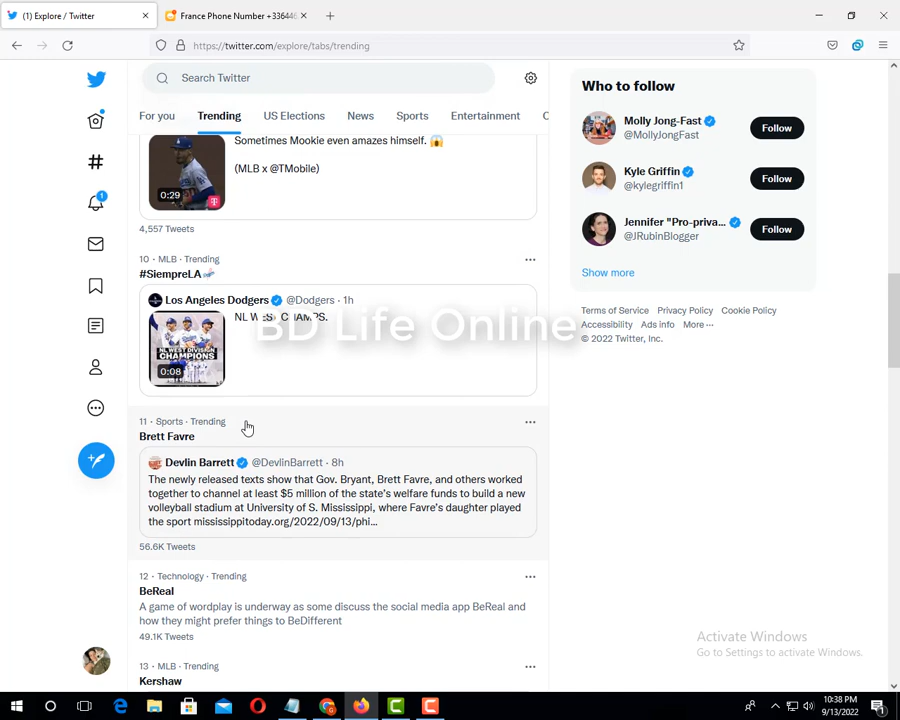 (1) Explore / Twitter
France Phone Number +336446
https://twitter.com/explore/tabs/trending
Search Twitter
For you
Trending
US Elections
News
Sports
Entertainment
Sometimes Mookie even amazes himself. 😱
(MLB x @TMobile)
0:29
4,557 Tweets
10 · MLB · Trending
#SiempreLA
Los Angeles Dodgers @Dodgers · 1h
NL WEST CHAMPS.
NL WEST DIVISION
CHAMPIONS
0:08
BD Life Online
11 · Sports · Trending
Brett Favre
Devlin Barrett @DevlinBarrett · 8h
The newly released texts show that Gov. Bryant, Brett Favre, and others worked
together to channel at least $5 million of the state's welfare funds to build a new
volleyball stadium at University of S. Mississippi, where Favre's daughter played
the sport mississippitoday.org/2022/09/13/phi...
56.6K Tweets
12 · Technology · Trending
BeReal
A game of wordplay is underway as some discuss the social media app BeReal and
how they might prefer things to BeDifferent
49.1K Tweets
13 · MLB · Trending
Kershaw
Who to follow
Molly Jong-Fast
@MollyJongFast
Follow
Kyle Griffin
@kylegriffin1
Follow
Jennifer "Pro-priva...
@JRubinBlogger
Follow
Show more
Terms of Service Privacy Policy Cookie Policy
Accessibility Ads info More ···
© 2022 Twitter, Inc.
Activate Windows
Go to Settings to activate Windows.
10:38 PM
9/13/2022